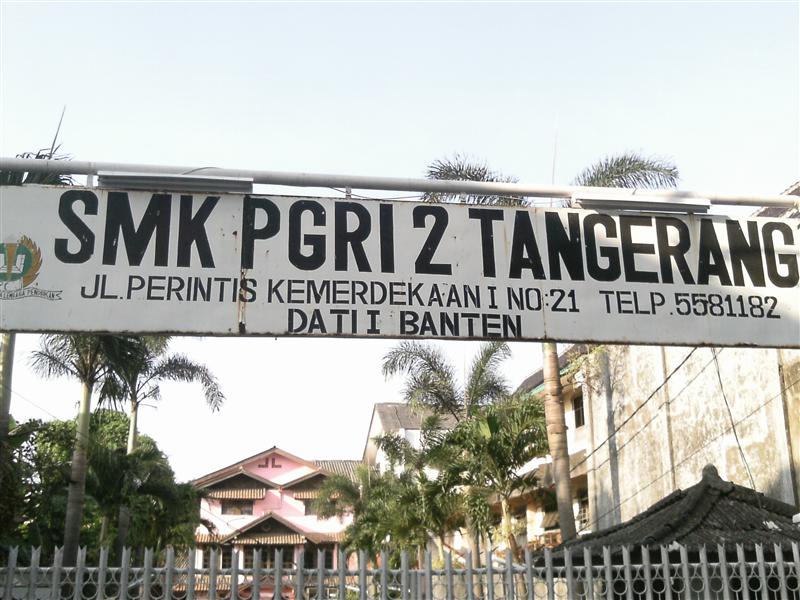 SMK PGRI 2 TANGERANG
JL. PERINTIS KEMERDEKAAN I NO:21 TELP. 5581182
DATI I BANTEN